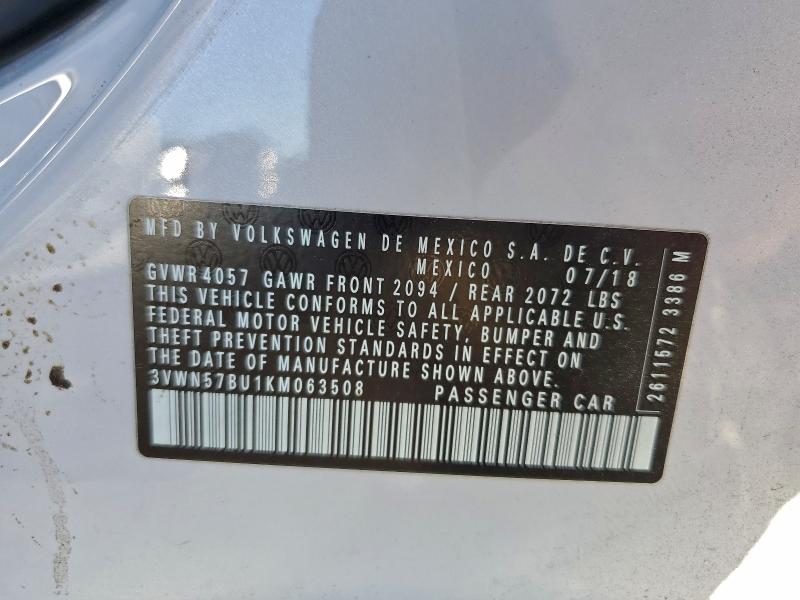 MFD BY VOLKSWAGEN DE MEXICO S.A. DE C.V.
MEXICO 07/18
GVWR4057 GAWR FRONT 2094 / REAR 2072 LBS
THIS VEHICLE CONFORMS TO ALL APPLICABLE U.S.
FEDERAL MOTOR VEHICLE SAFETY, BUMPER AND
THEFT PREVENTION STANDARDS IN EFFECT ON
THE DATE OF MANUFACTURE SHOWN ABOVE.
3VWN57BU1KM063508 PASSENGER CAR
2611572 3386 M